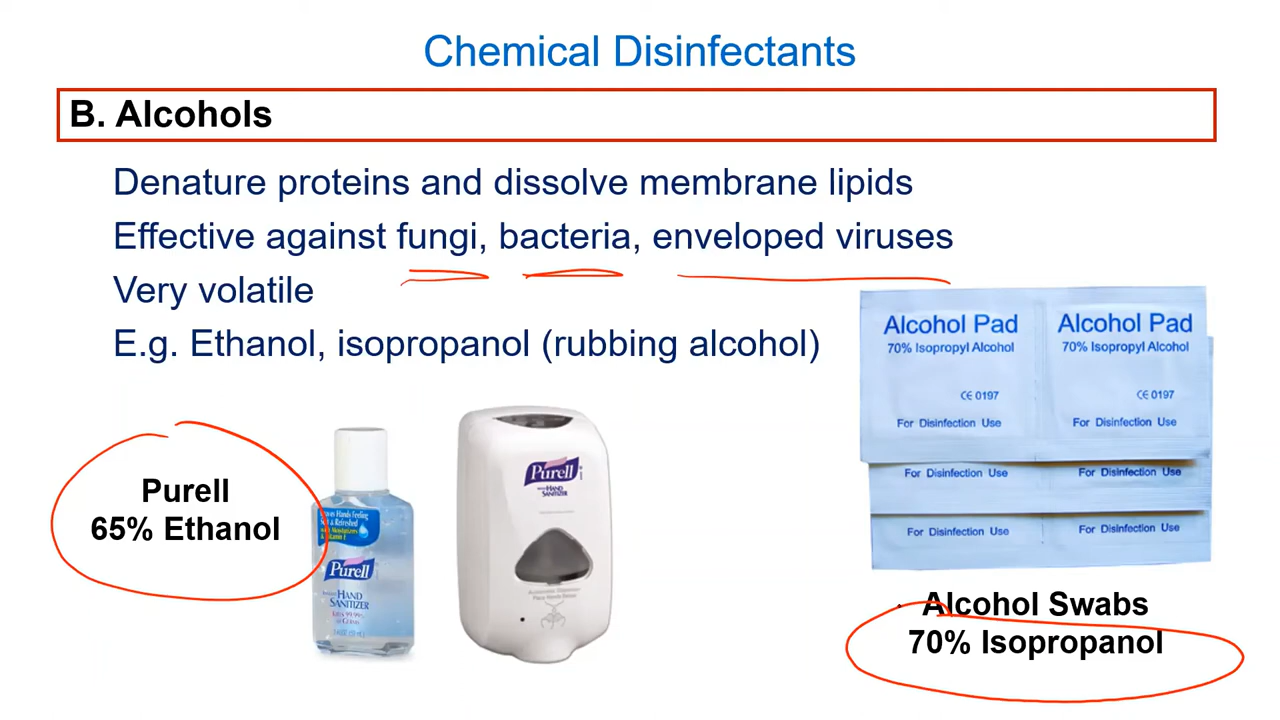 Chemical Disinfectants
B. Alcohols
Denature proteins and dissolve membrane lipids
Effective against fungi, bacteria, enveloped viruses
Very volatile
E.g. Ethanol, isopropanol (rubbing alcohol)
Purell
65% Ethanol
Purell
HAND
SANITIZER
Purell
HAND
SANITIZER
Alcohol Pad
70% Isopropyl Alcohol
CE 0197
For Disinfection Use
Alcohol Pad
70% Isopropyl Alcohol
CE 0197
For Disinfection Use
For Disinfection Use
For Disinfection Use
For Disinfection Use
For Disinfection Use
Alcohol Swabs
70% Isopropanol